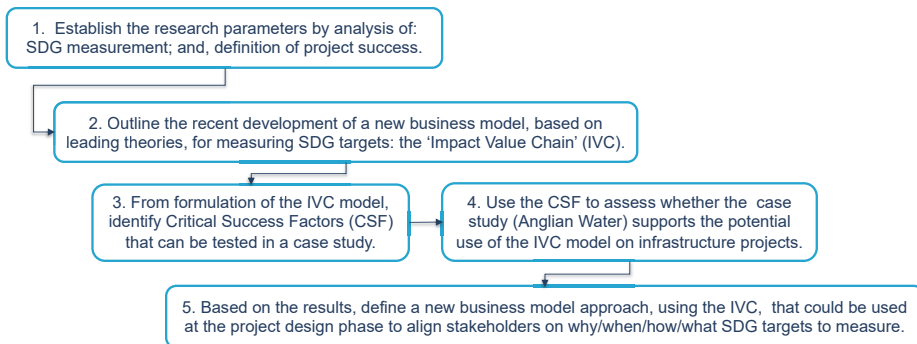 1. Establish the research parameters by analysis of:
SDG measurement; and, definition of project success.
2. Outline the recent development of a new business model, based on
leading theories, for measuring SDG targets: the ‘Impact Value Chain’ (IVC).
3. From formulation of the IVC model,
identify Critical Success Factors (CSF)
that can be tested in a case study.
4. Use the CSF to assess whether the case
study (Anglian Water) supports the potential
use of the IVC model on infrastructure projects.
5. Based on the results, define a new business model approach, using the IVC, that could be used
at the project design phase to align stakeholders on why/when/how/what SDG targets to measure.